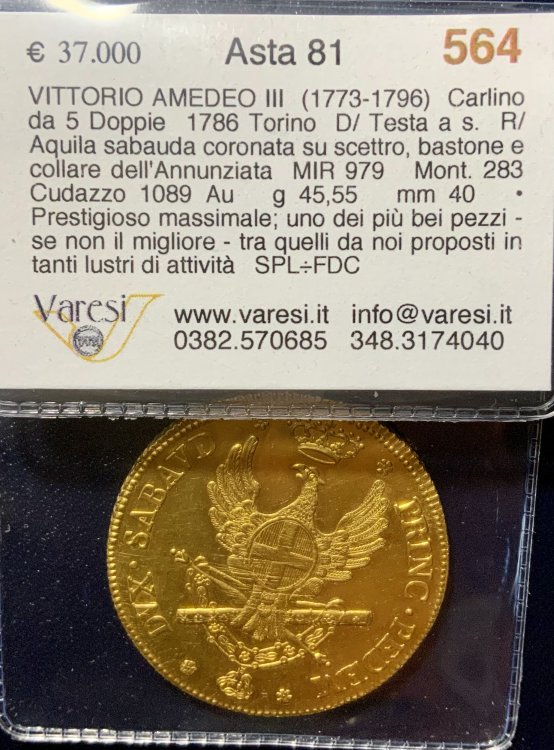 € 37.000 Asta 81 564
VITTORIO AMEDEO III (1773-1796) Carlino
da 5 Doppie 1786 Torino D/ Testa a s. R/
Aquila sabauda coronata su scettro, bastone e
collare dell'Annunziata MIR 979 Mont. 283
Cudazzo 1089 Au g 45,55 mm 40 •
Prestigioso massimale; uno dei più bei pezzi -
se non il migliore - tra quelli da noi proposti in
tanti lustri di attività SPL÷FDC
Varesi
www.varesi.it info@varesi.it
0382.570685 348.3174040
DVX · SABAVD
PRINC · PEDEM